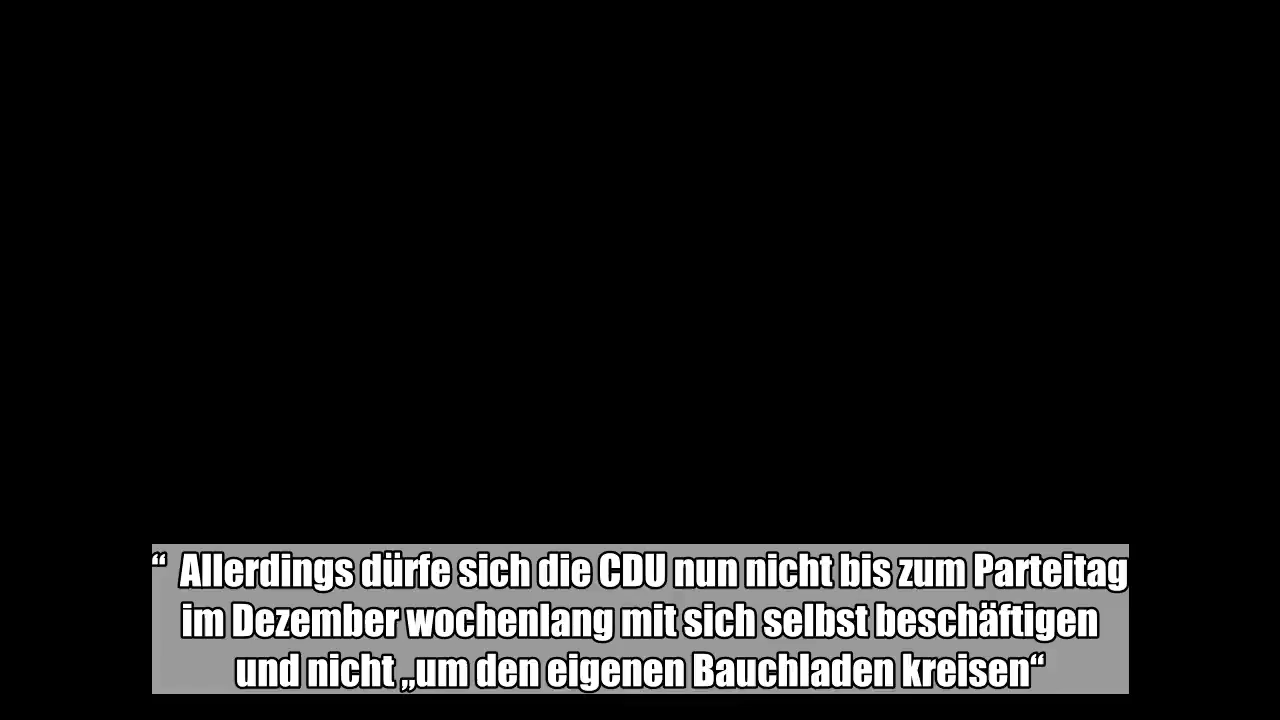 “ Allerdings dürfe sich die CDU nun nicht bis zum Parteitag
im Dezember wochenlang mit sich selbst beschäftigen
und nicht „um den eigenen Bauchladen kreisen“